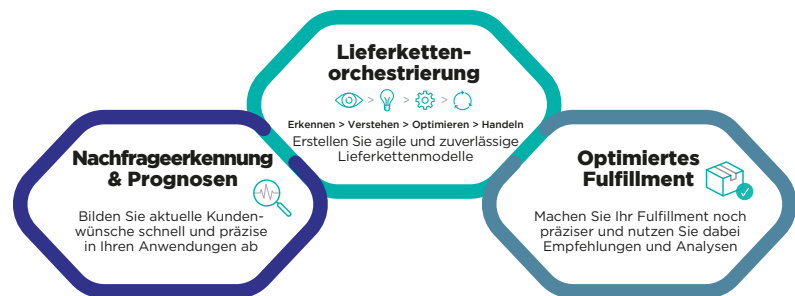 Nachfrageerkennung
& Prognosen
Bilden Sie aktuelle Kunden-
wünsche schnell und präzise
in Ihren Anwendungen ab
Lieferketten-
orchestrierung
> > >
Erkennen > Verstehen > Optimieren > Handeln
Erstellen Sie agile und zuverlässige
Lieferkettenmodelle
Optimiertes
Fulfillment
Machen Sie Ihr Fulfillment noch
präziser und nutzen Sie dabei
Empfehlungen und Analysen